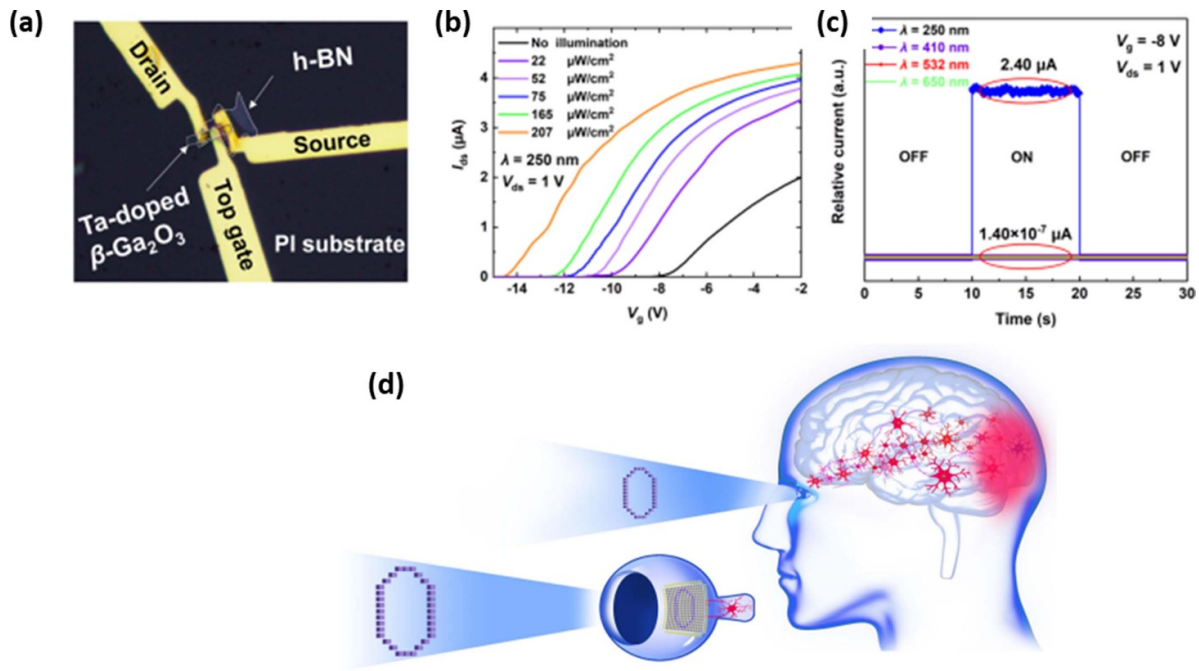 (a)
Drain
h-BN
Source
Ta-doped
β-Ga₂O₃
Top gate
PI substrate
(b)
No illumination
22 μW/cm²
52 μW/cm²
75 μW/cm²
165 μW/cm²
207 μW/cm²
λ = 250 nm
Vds = 1 V
Ids (μA)
4
3
2
1
0
-14
-12
-10
-8
-6
-4
-2
Vg (V)
(c)
λ = 250 nm
λ = 410 nm
λ = 532 nm
λ = 650 nm
Vg = -8 V
Vds = 1 V
2.40 μA
OFF
ON
OFF
1.40×10⁻⁷ μA
Relative current (a.u.)
0
5
10
15
20
25
30
Time (s)
(d)